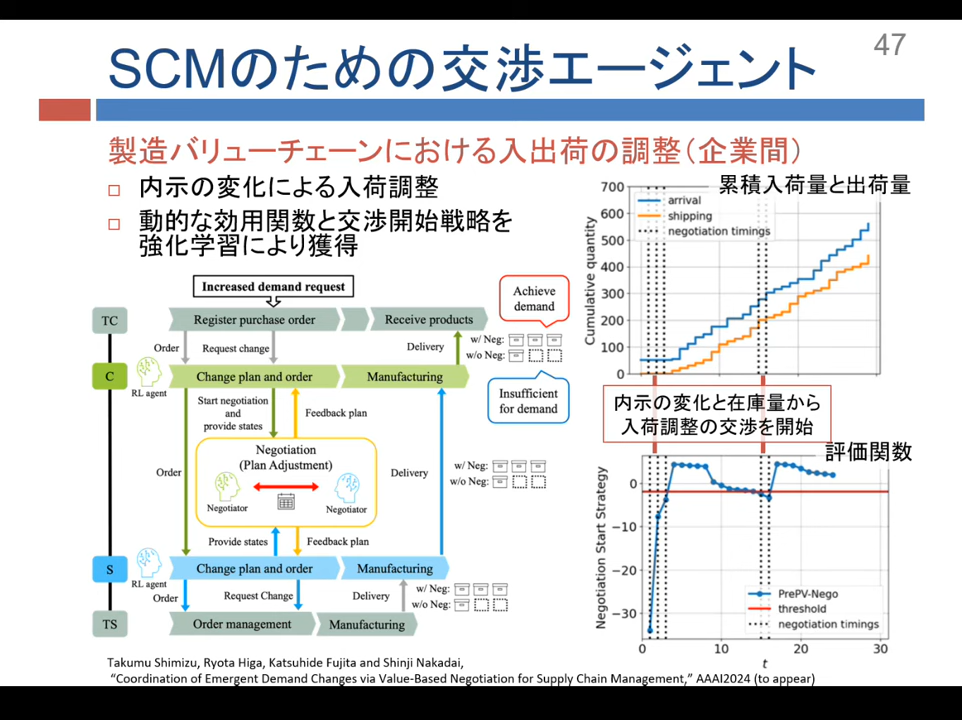 47
SCMのための交渉エージェント
製造バリューチェーンにおける入出荷の調整（企業間）
□ 内示の変化による入荷調整
□ 動的な効用関数と交渉開始戦略を
強化学習により獲得
Increased demand request
TC
Register purchase order
Receive products
Achieve
demand
Order
Request change
Delivery
w/ Neg:
w/o Neg:
C
RL agent
Change plan and order
Manufacturing
Insufficient
for demand
Start negotiation
and
provide states
Feedback plan
Negotiation
(Plan Adjustment)
Negotiator
Negotiator
Order
Delivery
w/ Neg:
w/o Neg:
Provide states
Feedback plan
S
RL agent
Change plan and order
Manufacturing
Order
Request Change
Delivery
w/ Neg:
w/o Neg:
TS
Order management
Manufacturing
累積入荷量と出荷量
Cumulative quantity
700
600
500
400
300
200
100
0
arrival
shipping
negotiation timings
内示の変化と在庫量から
入荷調整の交渉を開始
評価関数
Negotiation Start Strategy
0
−10
−20
−30
PrePV-Nego
threshold
negotiation timings
0
10
20
30
t
Takumu Shimizu, Ryota Higa, Katsuhide Fujita and Shinji Nakadai,
“Coordination of Emergent Demand Changes via Value-Based Negotiation for Supply Chain Management,” AAAI2024 (to appear)